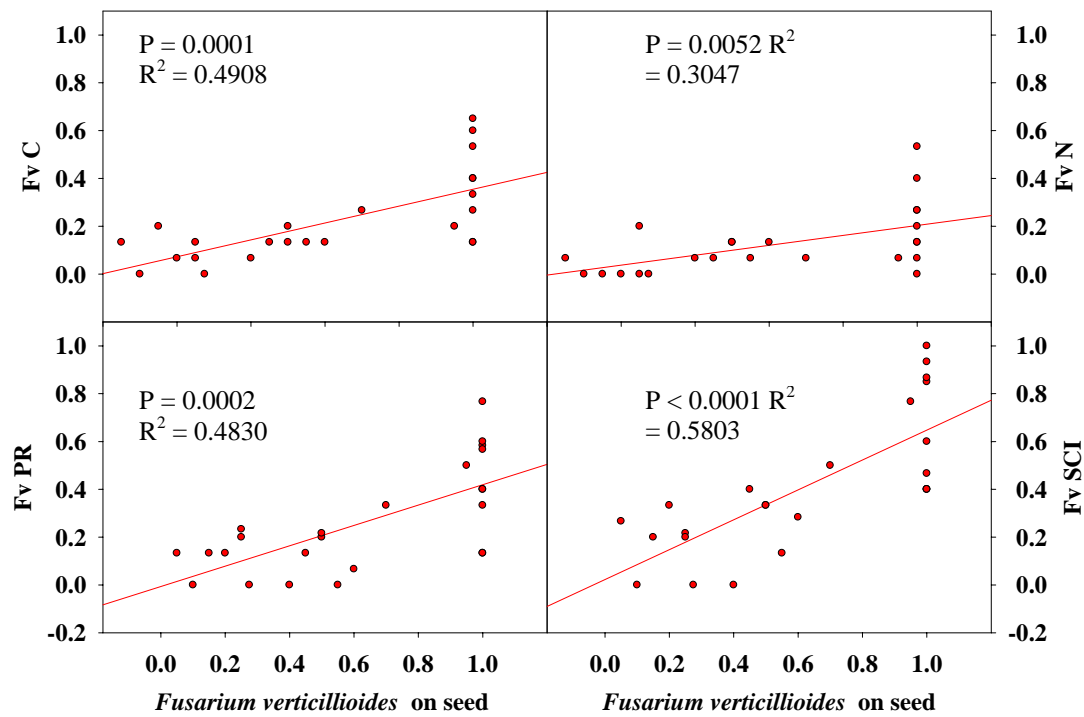 1.0
0.8
0.6
0.4
0.2
0.0
Fv C
P = 0.0001
R² = 0.4908
P = 0.0052 R²
= 0.3047
1.0
0.8
0.6
0.4
0.2
0.0
Fv N
1.0
0.8
0.6
0.4
0.2
0.0
-0.2
Fv PR
P = 0.0002
R² = 0.4830
P < 0.0001 R²
= 0.5803
1.0
0.8
0.6
0.4
0.2
0.0
-0.2
Fv SCI
0.0 0.2 0.4 0.6 0.8 1.0
0.0 0.2 0.4 0.6 0.8 1.0
Fusarium verticillioides on seed
Fusarium verticillioides on seed